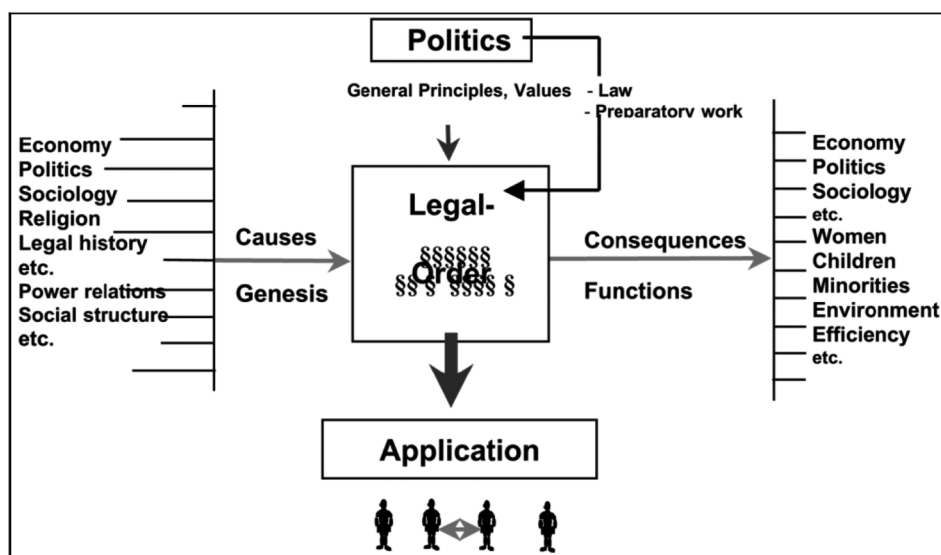 Politics
General Principles, Values - Law
- Preparatory work
Economy
Politics
Sociology
Religion
Legal history
etc.
Power relations
Social structure
etc.
Causes
Genesis
Legal-
§§§§§§
Order
§§ § §§§§ §
Consequences
Functions
Economy
Politics
Sociology
etc.
Women
Children
Minorities
Environment
Efficiency
etc.
Application